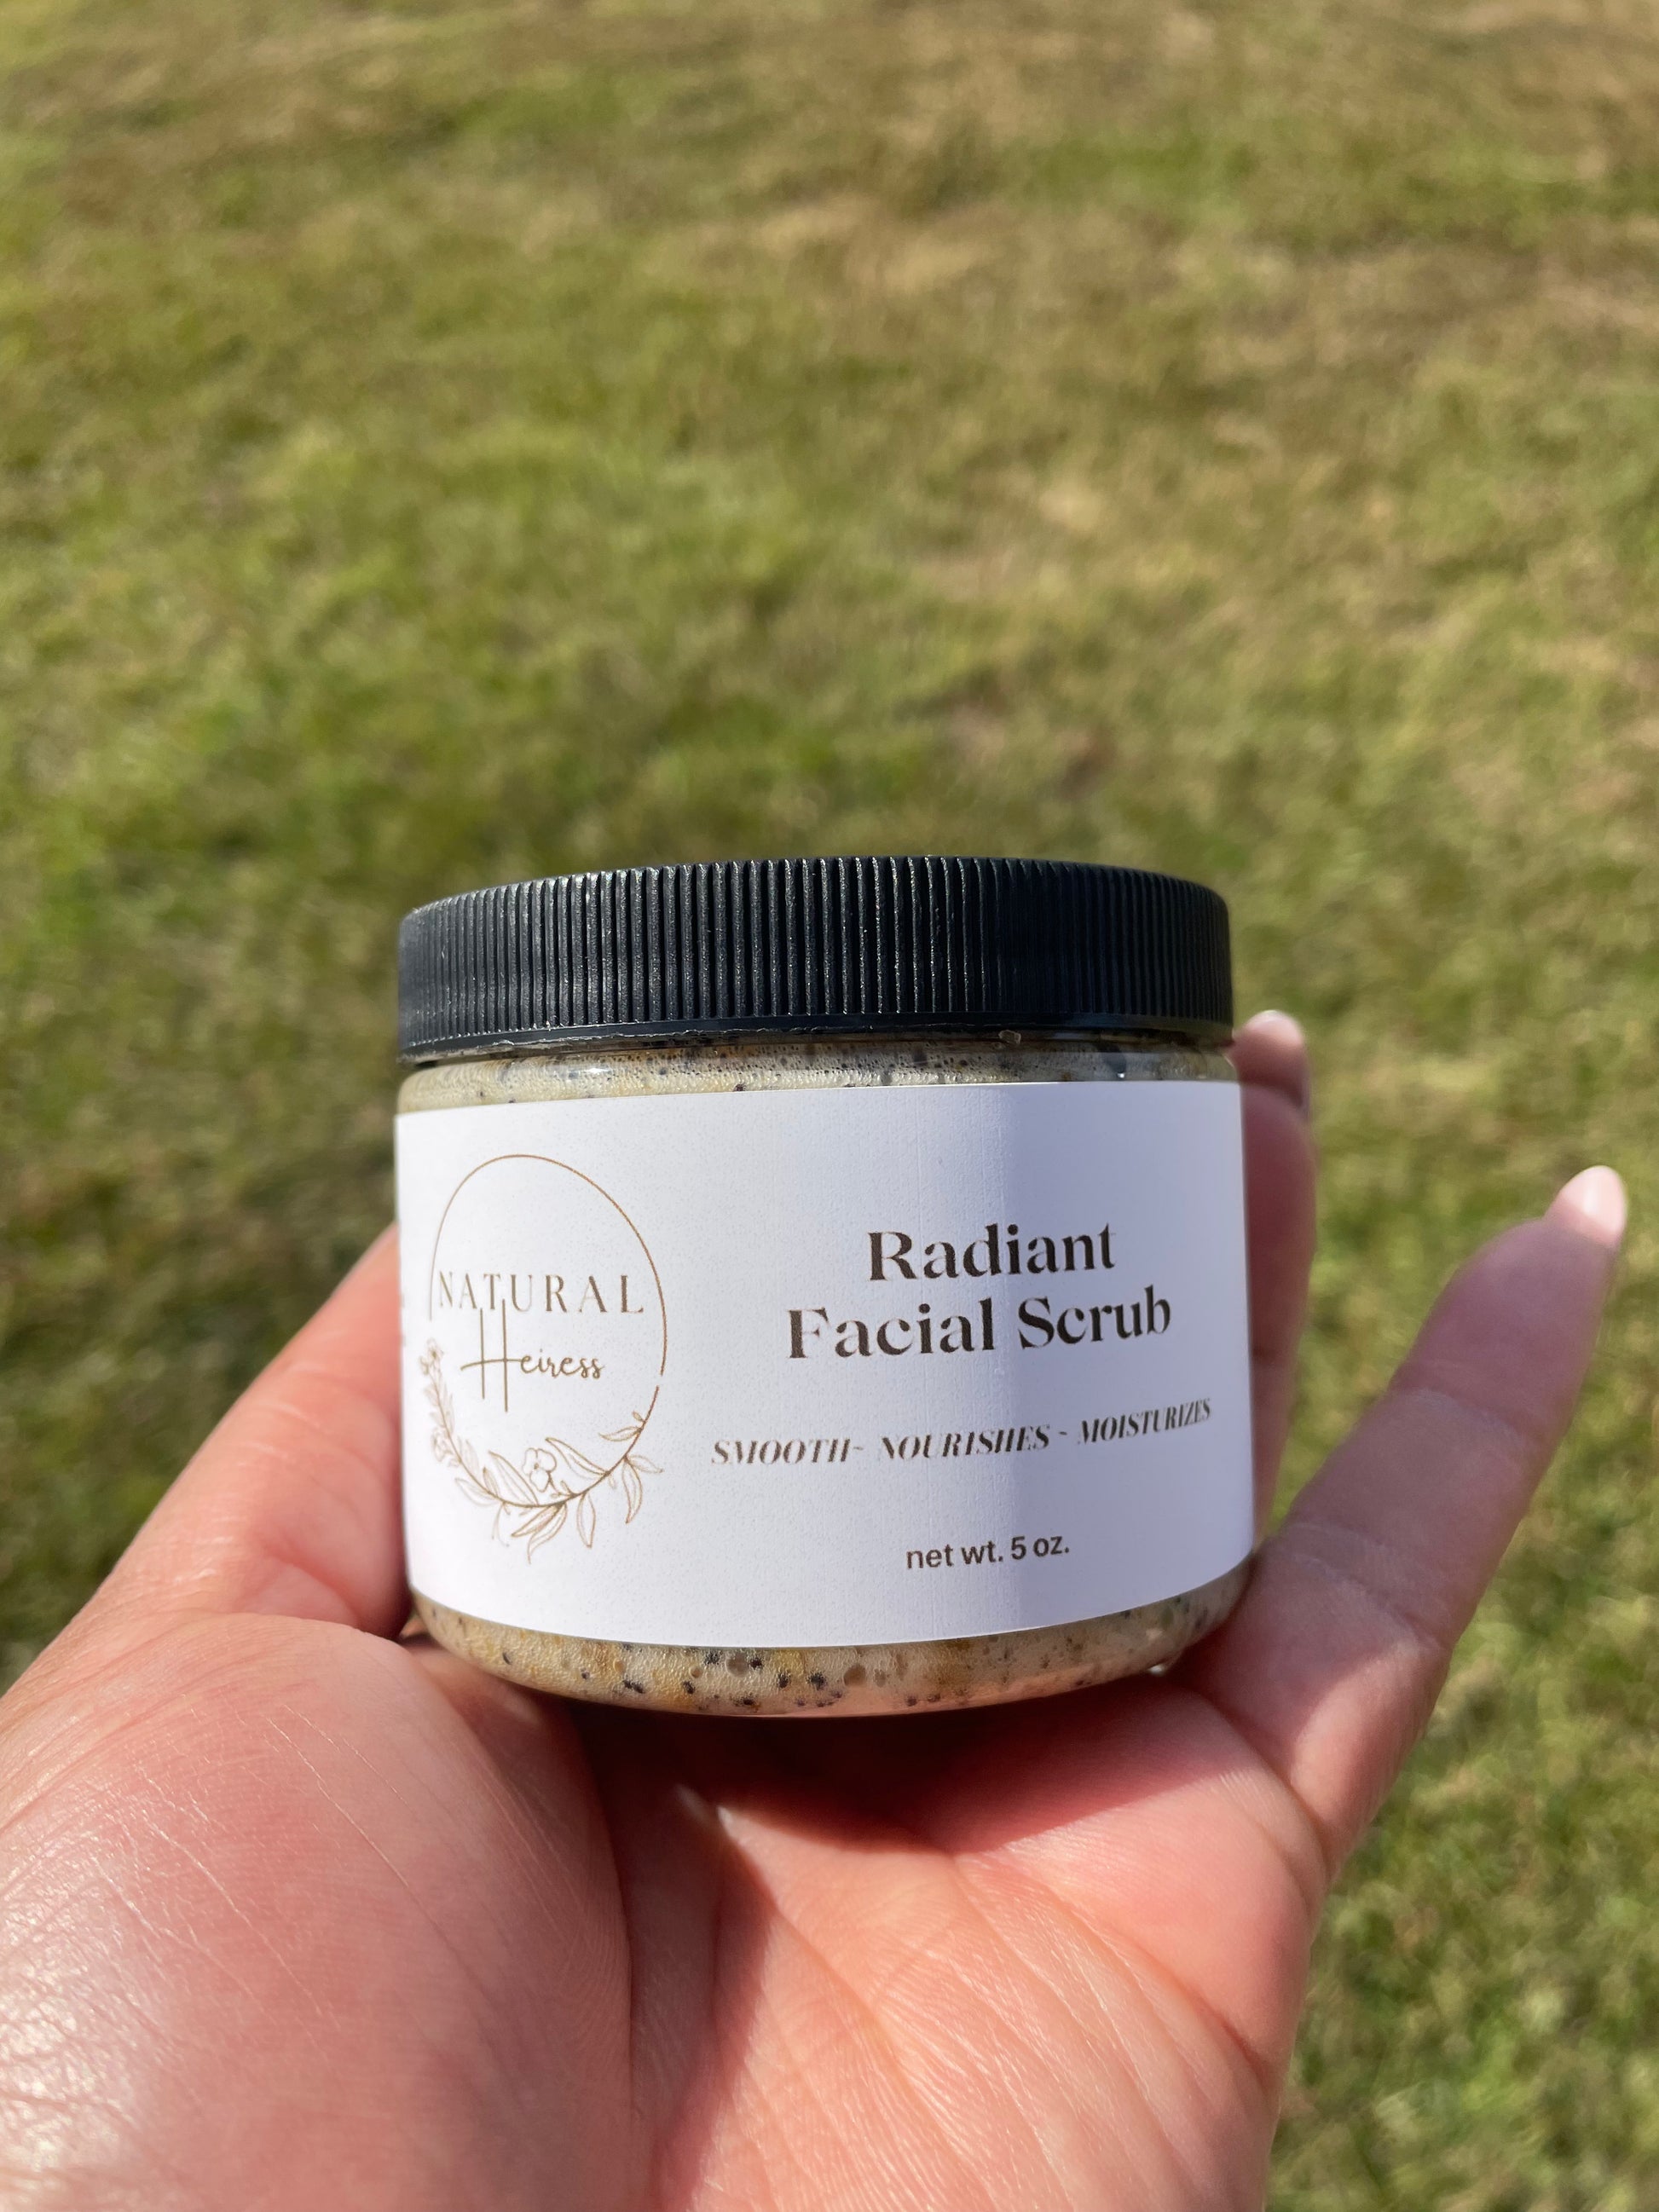 NATURAL
Heiress
Radiant
Facial Scrub
SMOOTH~ NOURISHES ~ MOISTURIZES
net wt. 5 oz.